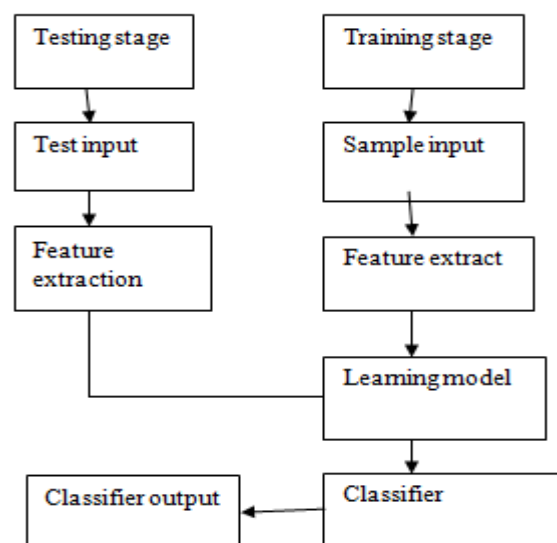 Testing stage
Training stage
Test input
Sample input
Feature
extraction
Feature extract
Learning model
Classifier output
Classifier